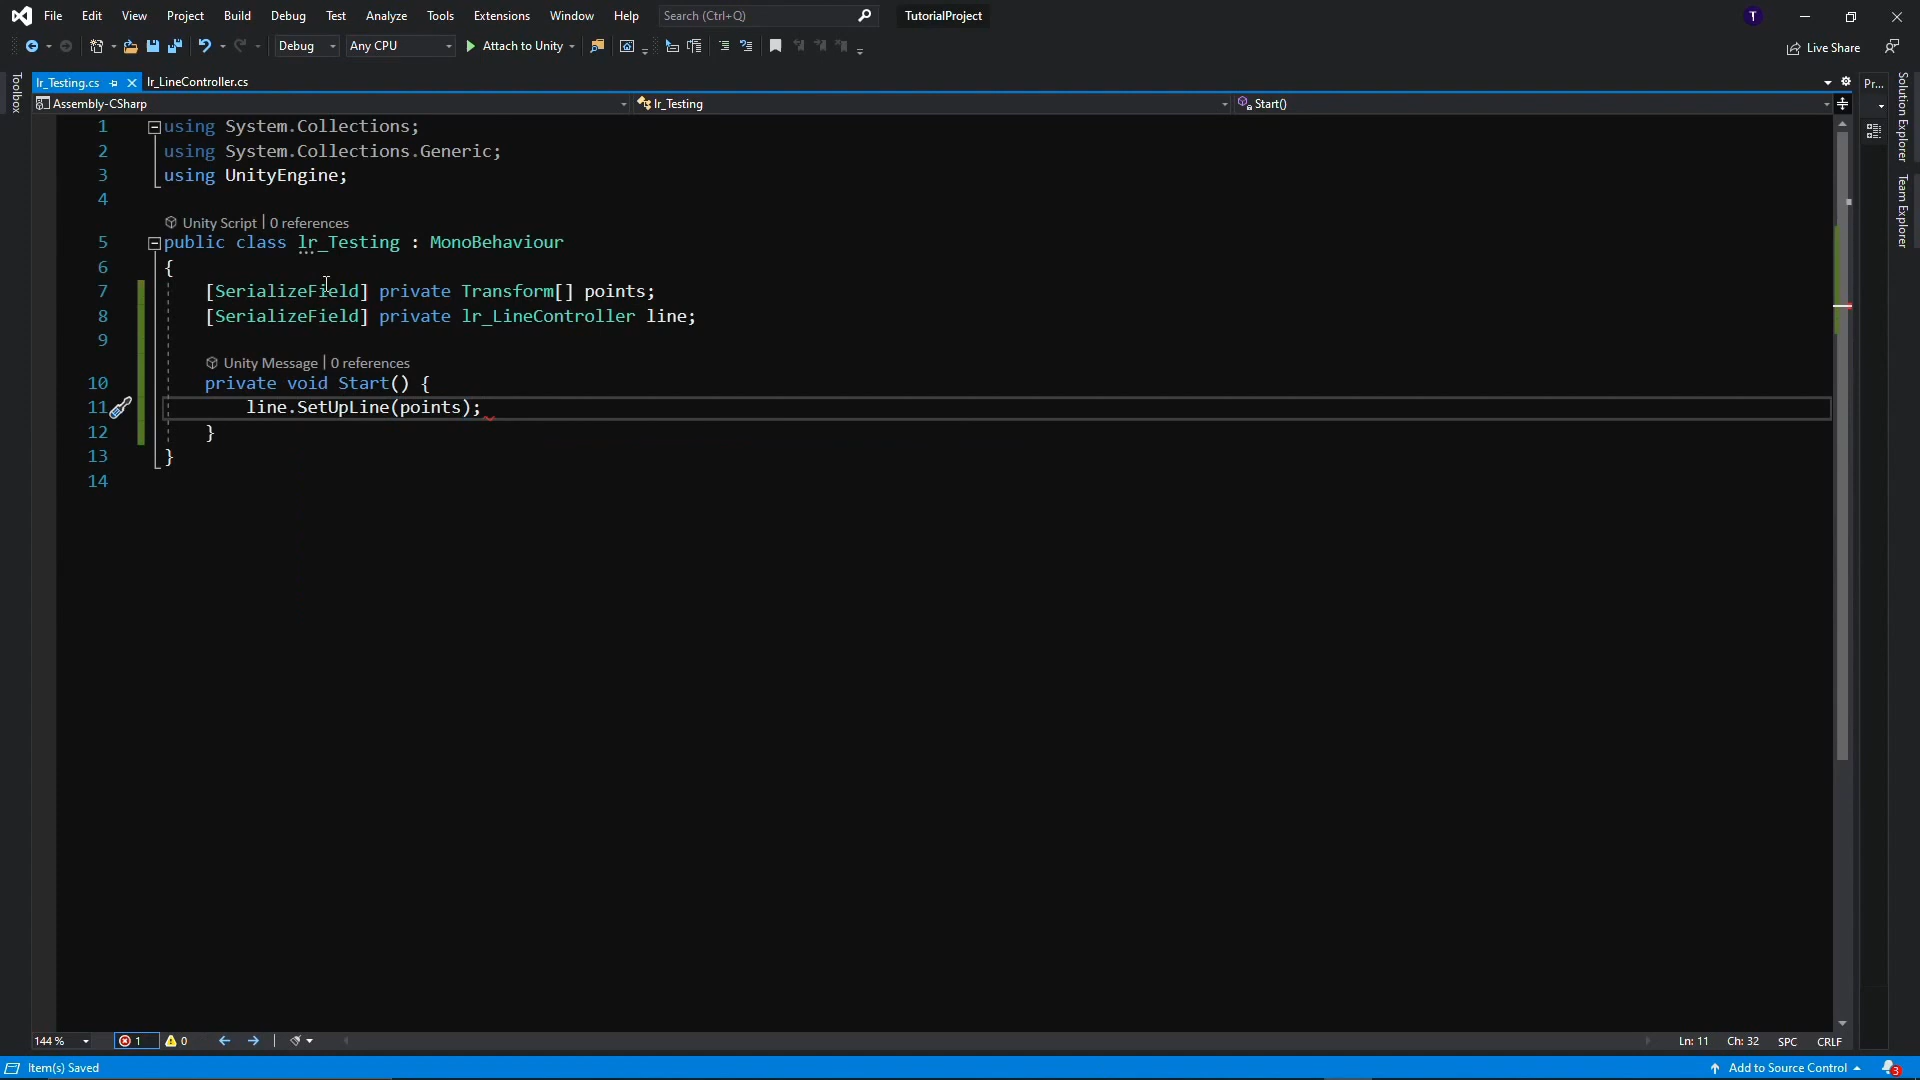 File Edit View Project Build Debug Test Analyze Tools Extensions Window Help Search (Ctrl+Q) TutorialProject T
Debug Any CPU Attach to Unity Live Share
Toolbox
lr_Testing.cs lr_LineController.cs Pr...
Assembly-CSharp lr_Testing Start()
1 using System.Collections;
2 using System.Collections.Generic;
3 using UnityEngine;
4
Unity Script | 0 references
5 public class lr_Testing : MonoBehaviour
6 {
7 [SerializeField] private Transform[] points;
8 [SerializeField] private lr_LineController line;
9
Unity Message | 0 references
10 private void Start() {
11 line.SetUpLine(points);
12 }
13 }
14
Solution Explorer
Team Explorer
144 % 1 0 Ln: 11 Ch: 32 SPC CRLF
Item(s) Saved Add to Source Control 3